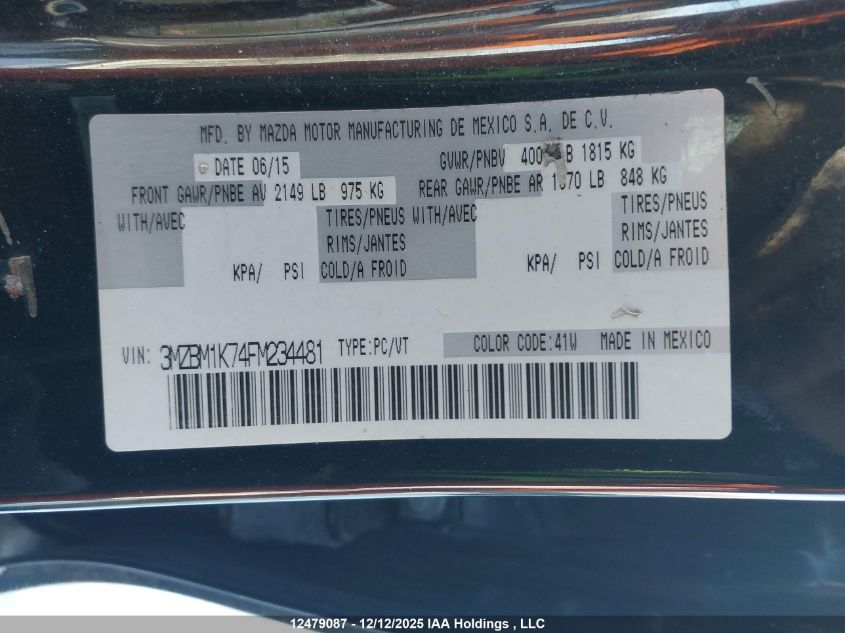 MFD. BY MAZDA MOTOR MANUFACTURING DE MEXICO S.A. DE C.V.
DATE 06/15 GVWR/PNBV B 1815 KG
FRONT GAWR/PNBE AV 2149 LB 975 KG REAR GAWR/PNBE AR LB 848 KG
WITH/AVEC TIRES/PNEUS WITH/AVEC TIRES/PNEUS
RIMS/JANTES RIMS/JANTES
KPA/ PSI COLD/A FROID KPA/ PSI COLD/A FROID
VIN: 3MZBM1K74FM234481 TYPE:PC/VT COLOR CODE:41W MADE IN MEXICO
12479087 - 12/12/2025 IAA Holdings , LLC